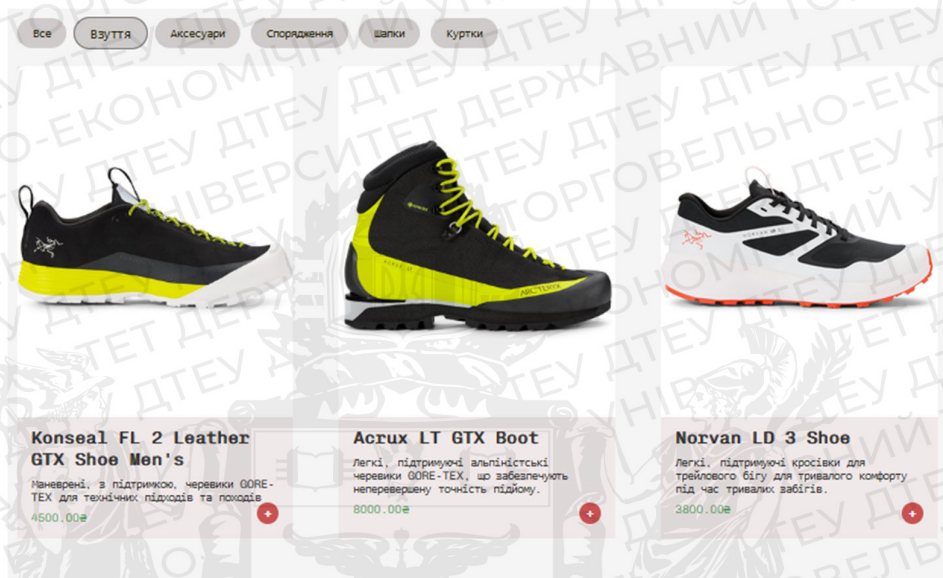 Все Взуття Аксесуари Спорядження Шапки Куртки
Konseal FL 2 Leather
GTX Shoe Men's
Маневрені, з підтримкою, черевики GORE-
TEX для технічних підходів та походів
4500.00₴
+
Acrux LT GTX Boot
Легкі, підтримуючі альпіністські
черевики GORE-TEX, що забезпечують
неперевершену точність підйому.
8000.00₴
+
Norvan LD 3 Shoe
Легкі, підтримуючі кросівки для
трейлового бігу для тривалого комфорту
під час тривалих забігів.
3800.00₴
+
ARC'TERYX